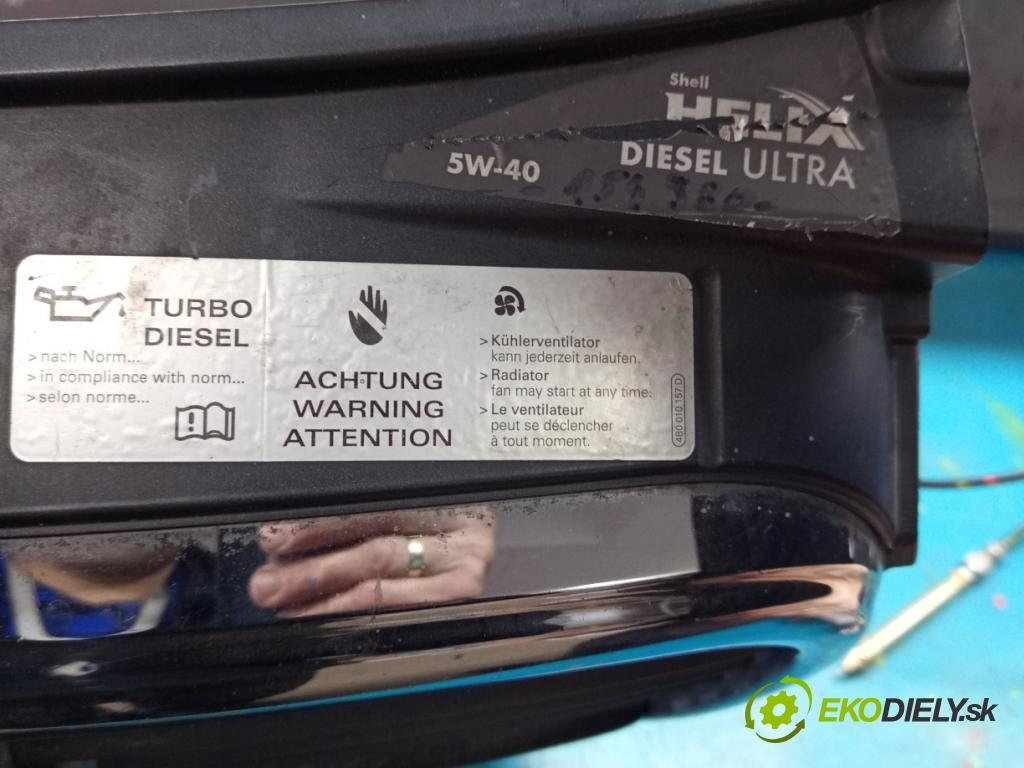 Shell
HELIX
DIESEL ULTRA
5W-40
TURBO
DIESEL
> nach Norm...
> in compliance with norm...
> selon norme...
ACHTUNG
WARNING
ATTENTION
> Kühlerventilator
kann jederzeit anlaufen.
> Radiator
fan may start at any time.
> Le ventilateur
peut se déclencher
à tout moment.
4B0 010 157 D
EKODIELY.sk